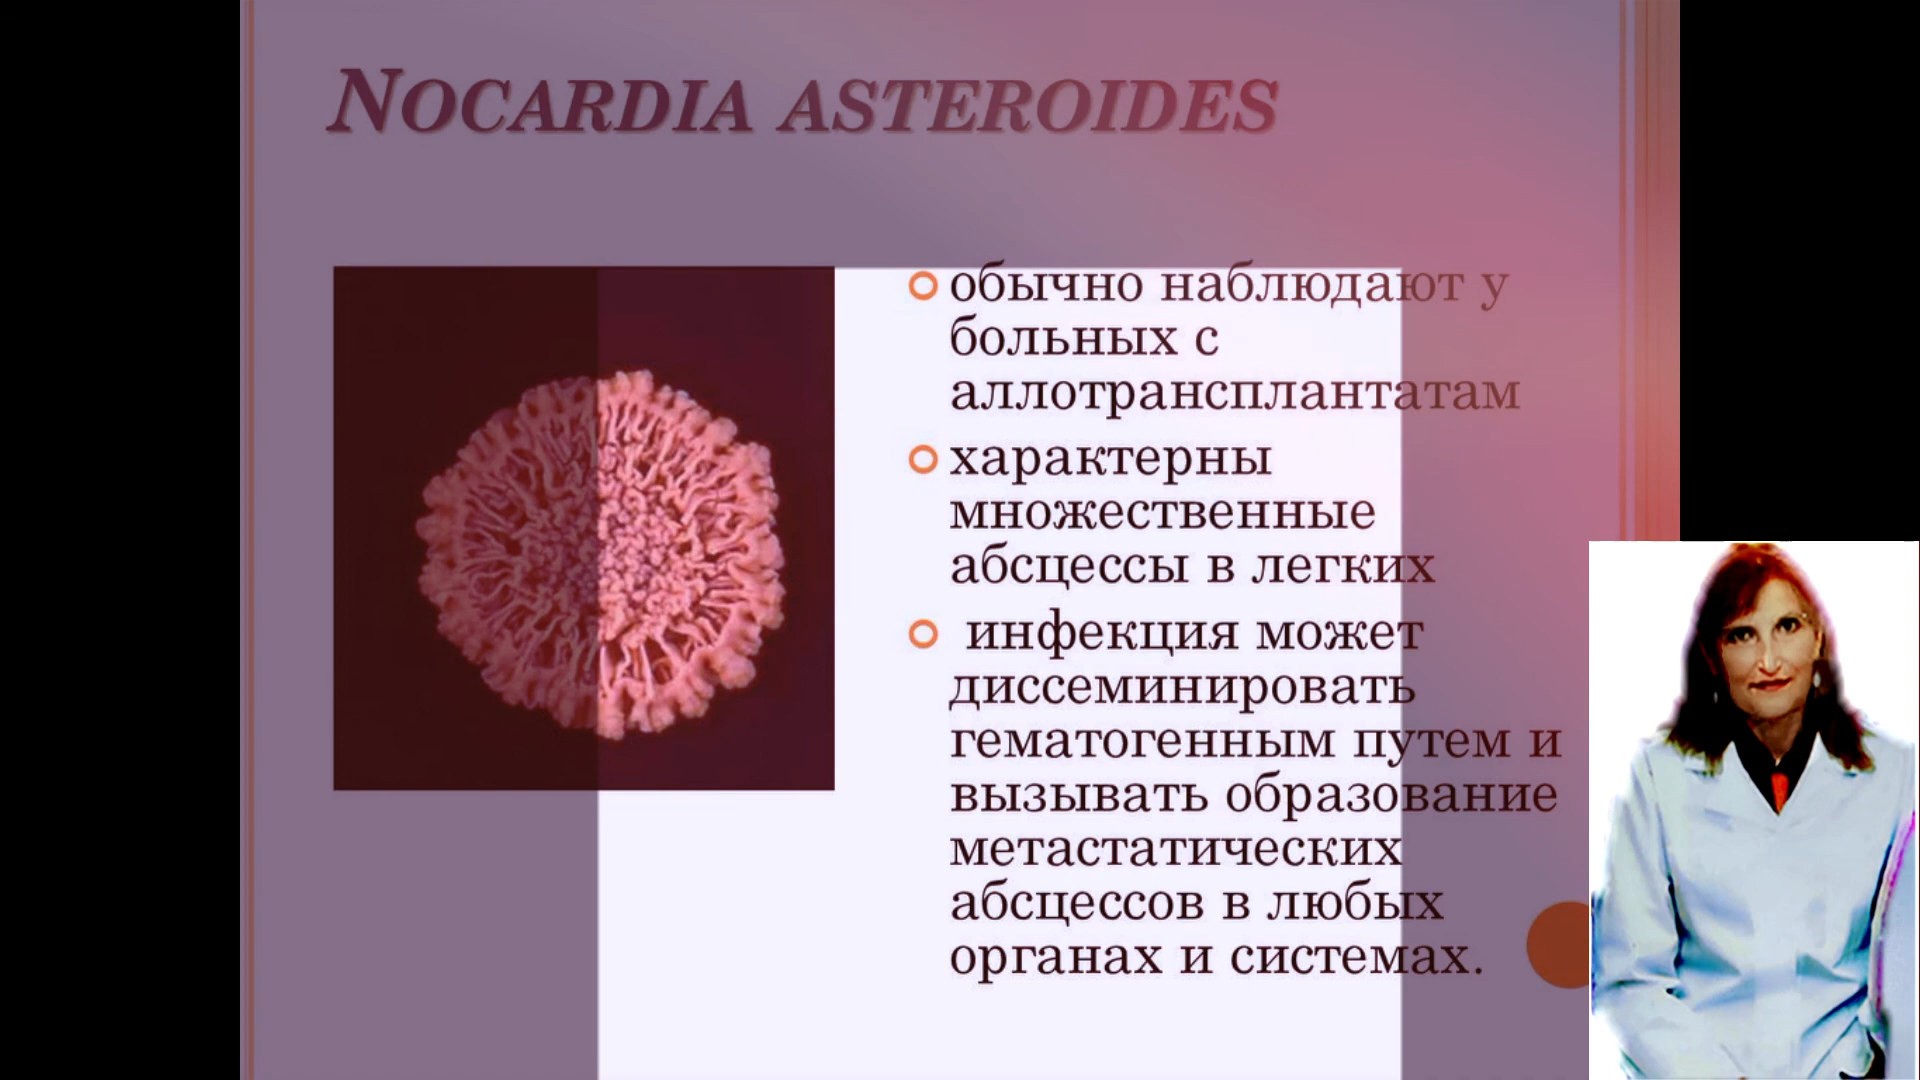 NOCARDIA ASTEROIDES
обычно наблюдают у
больных с
аллотрансплантатам
характерны
множественные
абсцессы в легких
инфекция может
диссеминировать
гематогенным путем и
вызывать образование
метастатических
абсцессов в любых
органах и системах.